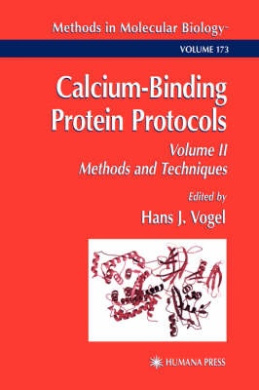 Methods in Molecular Biology™
VOLUME 173
Calcium-Binding
Protein Protocols
Volume II
Methods and Techniques
Edited by
Hans J. Vogel
HUMANA PRESS